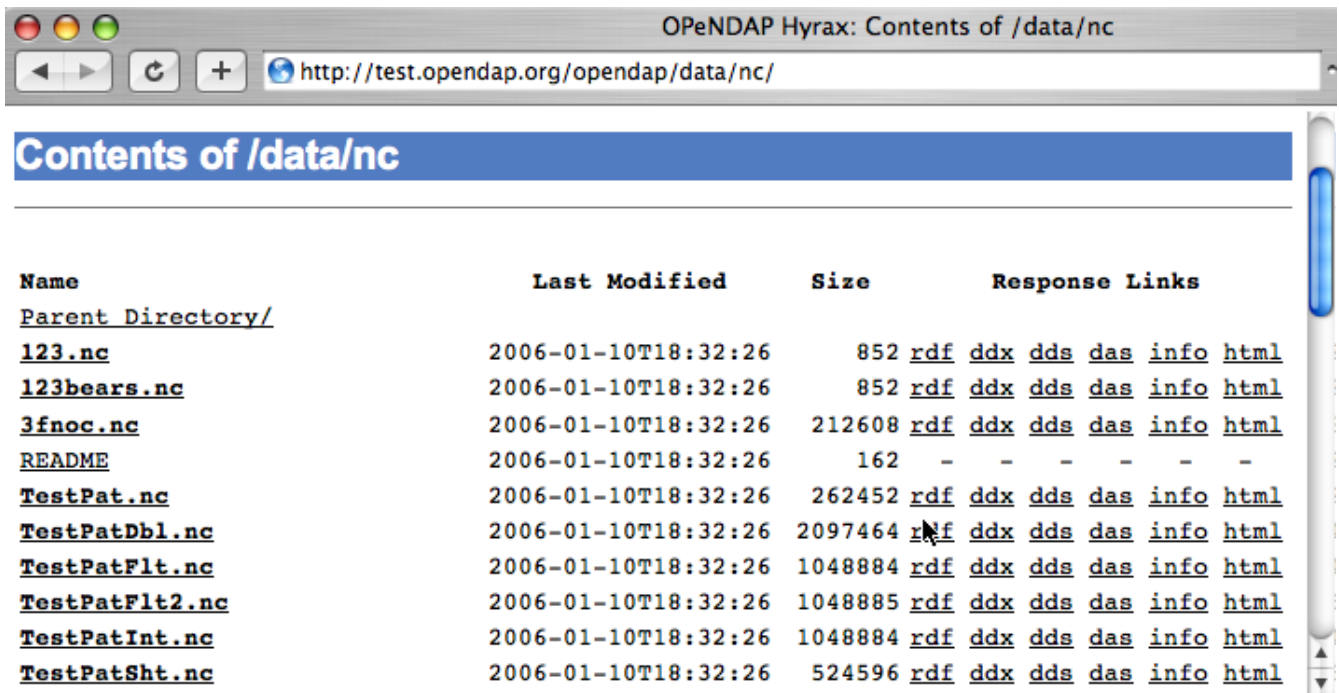 OPeNDAP Hyrax: Contents of /data/nc
http://test.opendap.org/opendap/data/nc/
Contents of /data/nc
Name Last Modified Size Response Links
Parent Directory/
123.nc 2006-01-10T18:32:26 852 rdf ddx dds das info html
123bears.nc 2006-01-10T18:32:26 852 rdf ddx dds das info html
3fnoc.nc 2006-01-10T18:32:26 212608 rdf ddx dds das info html
README 2006-01-10T18:32:26 162 - - - - - -
TestPat.nc 2006-01-10T18:32:26 262452 rdf ddx dds das info html
TestPatDbl.nc 2006-01-10T18:32:26 2097464 rdf ddx dds das info html
TestPatFlt.nc 2006-01-10T18:32:26 1048884 rdf ddx dds das info html
TestPatFlt2.nc 2006-01-10T18:32:26 1048885 rdf ddx dds das info html
TestPatInt.nc 2006-01-10T18:32:26 1048884 rdf ddx dds das info html
TestPatSht.nc 2006-01-10T18:32:26 524596 rdf ddx dds das info html